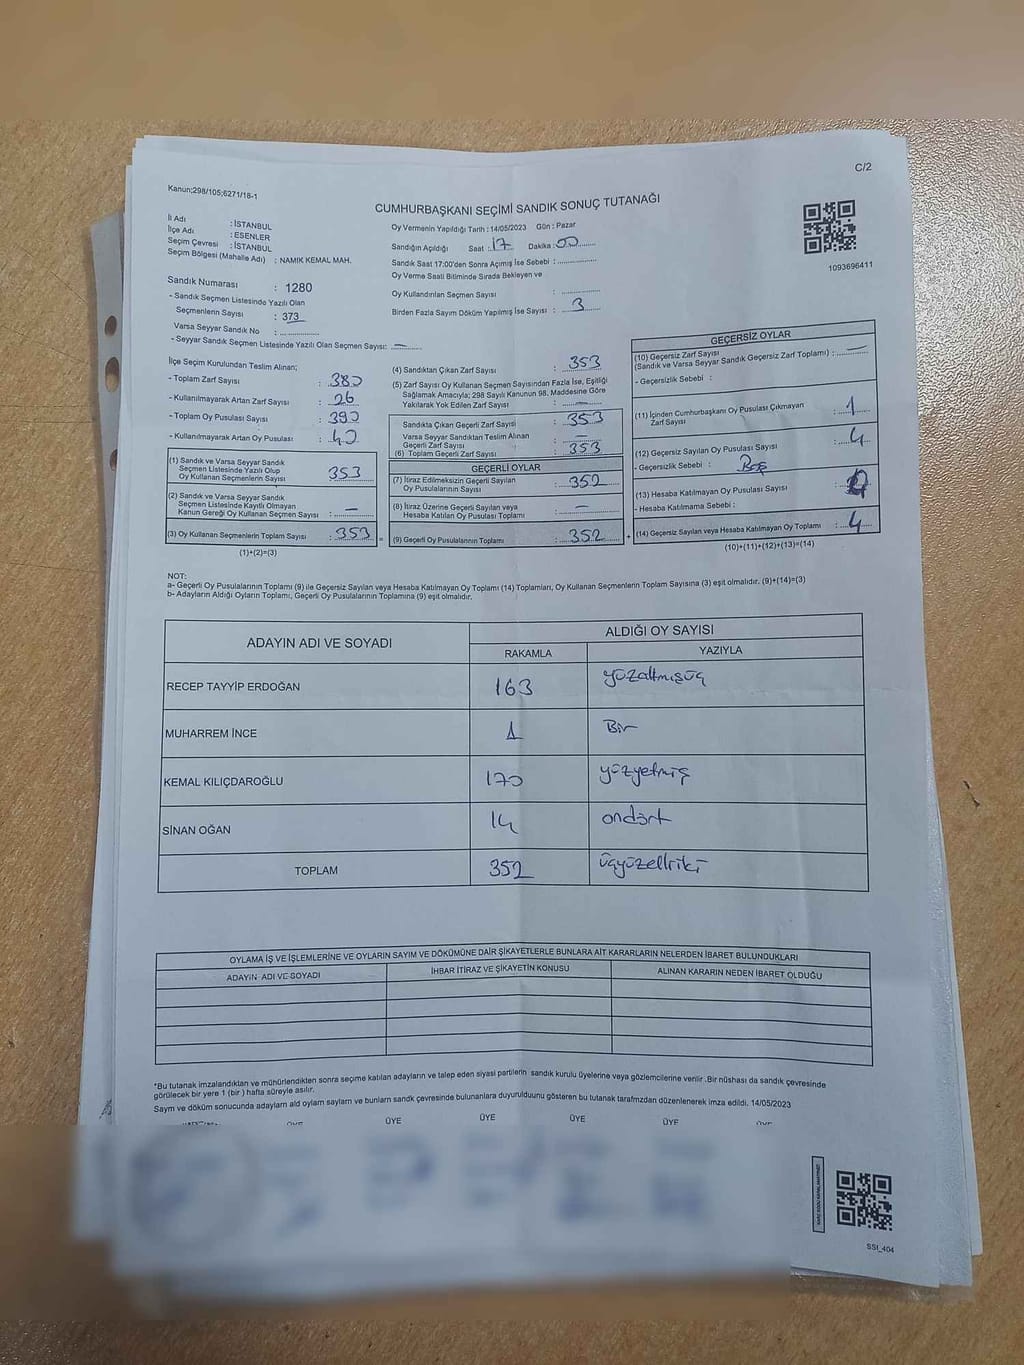 C/2
Kanun;298/105;6271/18-1
CUMHURBAŞKANI SEÇİMİ SANDIK SONUÇ TUTANAĞI
İl Adı : İSTANBUL
İlçe Adı : ESENLER
Seçim Çevresi : İSTANBUL
Seçim Bölgesi (Mahalle Adı) : NAMIK KEMAL MAH.
Oy Vermenin Yapıldığı Tarih : 14/05/2023 Gün : Pazar
Sandığın Açıldığı Saat : 17 Dakika : 00
Sandık Saat 17:00'den Sonra Açımış İse Sebebi :
Oy Verme Saati Bitiminde Sırada Bekleyen ve
Oy Kullandırılan Seçmen Sayısı :
Birden Fazla Sayım Döküm Yapılmış İse Sayısı : 3
1093696411
Sandık Numarası : 1280
- Sandık Seçmen Listesinde Yazılı Olan
Seçmenlerin Sayısı : 373
Varsa Seyyar Sandık No :
- Seyyar Sandık Seçmen Listesinde Yazılı Olan Seçmen Sayısı: —
İlçe Seçim Kurulundan Teslim Alınan;
- Toplam Zarf Sayısı : 380
- Kullanılmayarak Artan Zarf Sayısı : 26
- Toplam Oy Pusulası Sayısı : 390
- Kullanılmayarak Artan Oy Pusulası : 40
(1) Sandık ve Varsa Seyyar Sandık
Seçmen Listesinde Yazılı Olup
Oy Kullanan Seçmenlerin Sayısı 353
(2) Sandık ve Varsa Seyyar Sandık
Seçmen Listesinde Kayıtlı Olmayan
Kanun Gereği Oy Kullanan Seçmen Sayısı : —
(3) Oy Kullanan Seçmenlerin Toplam Sayısı : 353 =
(1)+(2)=(3)
(4) Sandıktan Çıkan Zarf Sayısı : 353
(5) Zarf Sayısı Oy Kullanan Seçmen Sayısından Fazla İse, Eşitliği
Sağlamak Amacıyla; 298 Sayılı Kanunun 98. Maddesine Göre
Yakılarak Yok Edilen Zarf Sayısı : —
Sandıkta Çıkan Geçerli Zarf Sayısı : 353
Varsa Seyyar Sandıktan Teslim Alınan
Geçerli Zarf Sayısı : —
(6) Toplam Geçerli Zarf Sayısı : 353
GEÇERLİ OYLAR
(7) İtiraz Edilmeksizin Geçerli Sayılan
Oy Pusulalarının Sayısı : 352
(8) İtiraz Üzerine Geçerli Sayılan veya
Hesaba Katılan Oy Pusulası Toplamı : —
(9) Geçerli Oy Pusulalarının Toplamı : 352 +
GEÇERSİZ OYLAR
(10) Geçersiz Zarf Sayısı
(Sandık ve Varsa Seyyar Sandık Geçersiz Zarf Toplamı) : —
- Geçersizlik Sebebi :
(11) İçinden Cumhurbaşkanı Oy Pusulası Çıkmayan
Zarf Sayısı : 1
(12) Geçersiz Sayılan Oy Pusulası Sayısı : 4
- Geçersizlik Sebebi : Boş
(13) Hesaba Katılmayan Oy Pusulası Sayısı :
- Hesaba Katılmama Sebebi :
(14) Geçersiz Sayılan veya Hesaba Katılmayan Oy Toplamı : 4
(10)+(11)+(12)+(13)=(14)
NOT:
a- Geçerli Oy Pusulalarının Toplamı (9) ile Geçersiz Sayılan veya Hesaba Katılmayan Oy Toplamı (14) Toplamları, Oy Kullanan Seçmenlerin Toplam Sayısına (3) eşit olmalıdır. (9)+(14)=(3)
b- Adayların Aldığı Oyların Toplamı, Geçerli Oy Pusulalarının Toplamına (9) eşit olmalıdır.
ADAYIN ADI VE SOYADI ALDIĞI OY SAYISI
RAKAMLA YAZIYLA
RECEP TAYYİP ERDOĞAN 163 yüzaltmışüç
MUHARREM İNCE 1 Bir
KEMAL KILIÇDAROĞLU 170 yüzyetmiş
SİNAN OĞAN 14 ondört
TOPLAM 352 üçyüzelliiki
OYLAMA İŞ VE İŞLEMLERİNE VE OYLARIN SAYIM VE DÖKÜMÜNE DAİR ŞİKAYETLERLE BUNLARA AİT KARARLARIN NELERDEN İBARET BULUNDUKLARI
ADAYIN ADI VE SOYADI İHBAR İTİRAZ VE ŞİKAYETİN KONUSU ALINAN KARARIN NEDEN İBARET OLDUĞU
*Bu tutanak imzalandıktan ve mühürlendikten sonra seçime katılan adayların ve talep eden siyasi partilerin sandık kurulu üyelerine veya gözlemcilerine verilir .Bir nüshası da sandık çevresinde
görülecek bir yere 1 (bir ) hafta süreyle asılır.
Sayım ve döküm sonucunda adayların ald oyların sayların ve bunların sandk çevresinde bulunanlara duyurulduunu gösteren bu tutanak tarafmzdan düzenlenerek imza edildi. 14/05/2023
ÜYE ÜYE ÜYE ÜYE ÜYE ÜYE
SSt_404